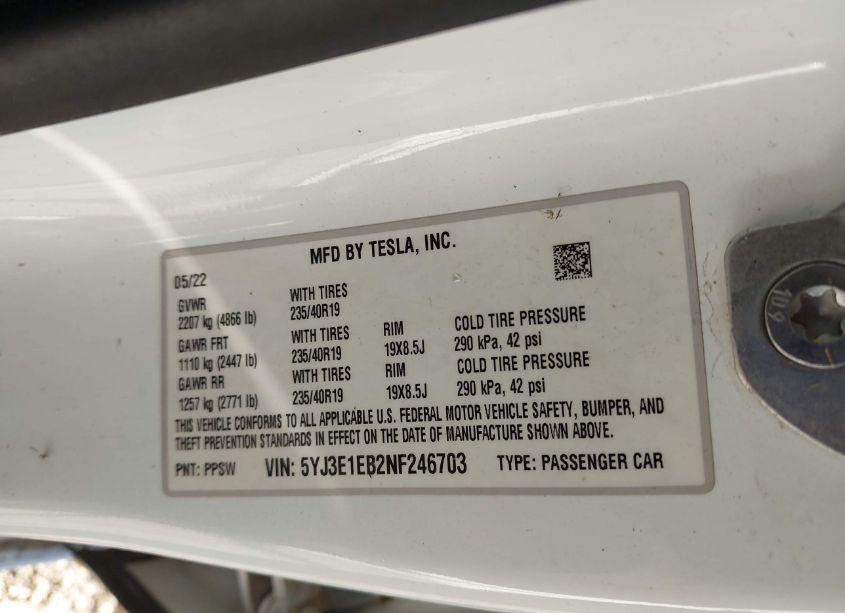 MFD BY TESLA, INC.
05/22
GVWR WITH TIRES
2207 kg (4866 lb) 235/40R19
GAWR FRT WITH TIRES RIM COLD TIRE PRESSURE
1110 kg (2447 lb) 235/40R19 19X8.5J 290 kPa, 42 psi
GAWR RR WITH TIRES RIM COLD TIRE PRESSURE
1257 kg (2771 lb) 235/40R19 19X8.5J 290 kPa, 42 psi
THIS VEHICLE CONFORMS TO ALL APPLICABLE U.S. FEDERAL MOTOR VEHICLE SAFETY, BUMPER, AND
THEFT PREVENTION STANDARDS IN EFFECT ON THE DATE OF MANUFACTURE SHOWN ABOVE.
PNT: PPSW VIN: 5YJ3E1EB2NF246703 TYPE: PASSENGER CAR
10.9